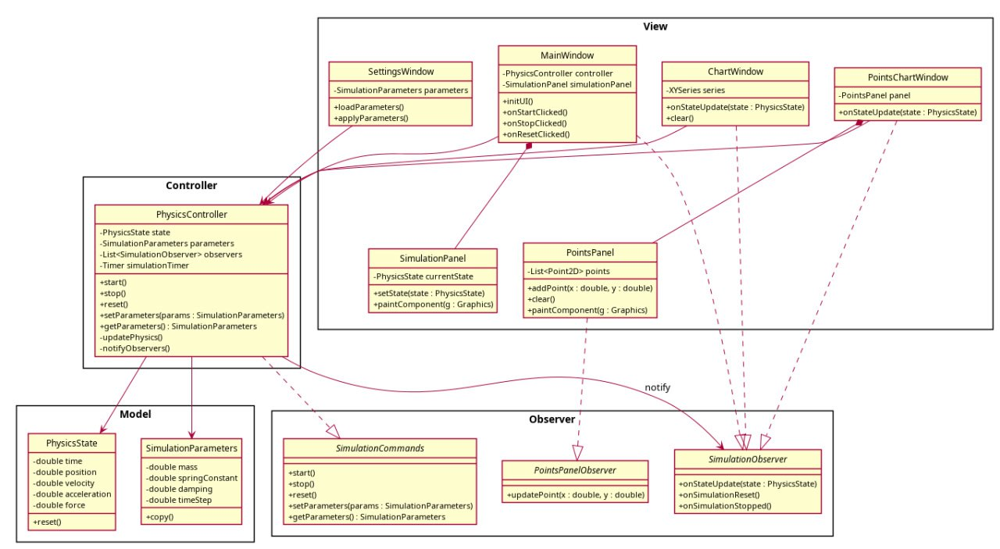 View
SettingsWindow
-SimulationParameters parameters
+loadParameters()
+applyParameters()
MainWindow
-PhysicsController controller
-SimulationPanel simulationPanel
+initUI()
+onStartClicked()
+onStopClicked()
+onResetClicked()
ChartWindow
-XYSeries series
+onStateUpdate(state : PhysicsState)
+clear()
PointsChartWindow
-PointsPanel panel
+onStateUpdate(state : PhysicsState)
Controller
PhysicsController
-PhysicsState state
-SimulationParameters parameters
-List<SimulationObserver> observers
-Timer simulationTimer
+start()
+stop()
+reset()
+setParameters(params : SimulationParameters)
+getParameters() : SimulationParameters
-updatePhysics()
-notifyObservers()
SimulationPanel
-PhysicsState currentState
+setState(state : PhysicsState)
+paintComponent(g : Graphics)
PointsPanel
-List<Point2D> points
+addPoint(x : double, y : double)
+clear()
+paintComponent(g : Graphics)
notify
Model
PhysicsState
-double time
-double position
-double velocity
-double acceleration
-double force
+reset()
SimulationParameters
-double mass
-double springConstant
-double damping
-double timeStep
+copy()
Observer
SimulationCommands
+start()
+stop()
+reset()
+setParameters(params : SimulationParameters)
+getParameters() : SimulationParameters
PointsPanelObserver
+updatePoint(x : double, y : double)
SimulationObserver
+onStateUpdate(state : PhysicsState)
+onSimulationReset()
+onSimulationStopped()